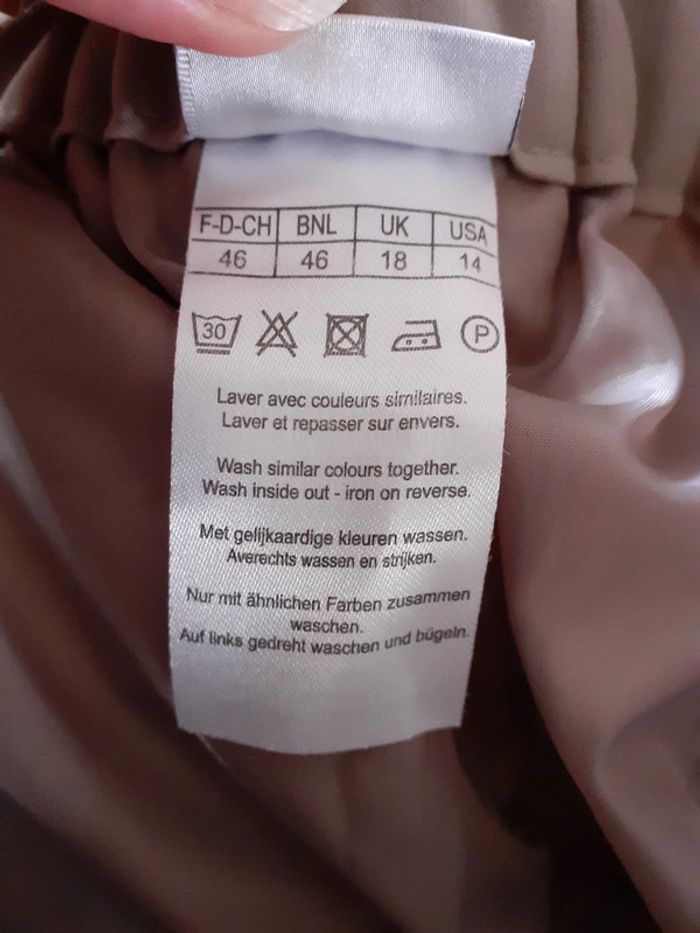 F-D-CH BNL UK USA
46 46 18 14
30 P
Laver avec couleurs similaires.
Laver et repasser sur envers.
Wash similar colours together.
Wash inside out - iron on reverse.
Met gelijkaardige kleuren wassen.
Averechts wassen en strijken.
Nur mit ähnlichen Farben zusammen
waschen.
Auf links gedreht waschen und bügeln.